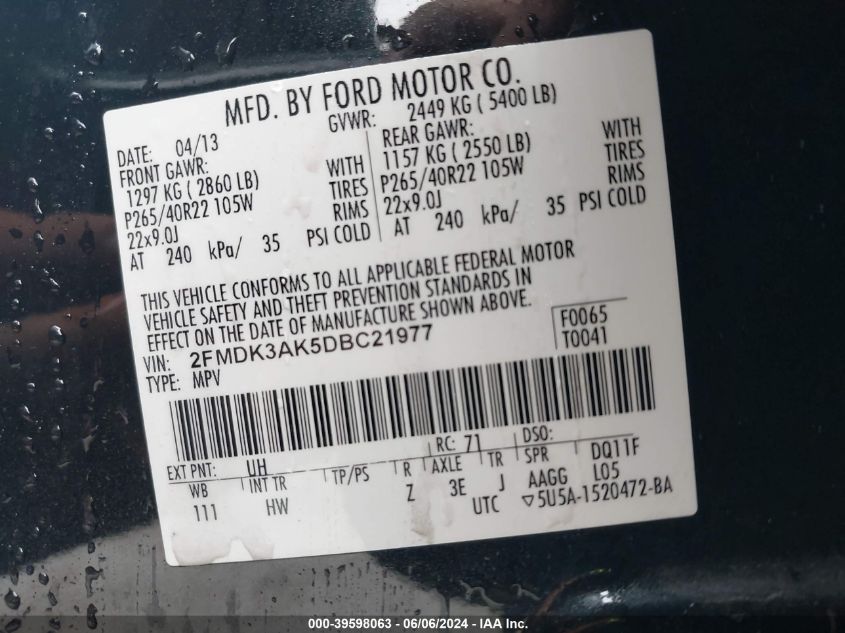 MFD. BY FORD MOTOR CO.
DATE: 04/13 GVWR: 2449 KG ( 5400 LB)
FRONT GAWR: REAR GAWR:
1297 KG ( 2860 LB) WITH 1157 KG ( 2550 LB) WITH
P265/40R22 105W TIRES P265/40R22 105W TIRES
22x9.0J RIMS 22x9.0J RIMS
AT 240 kPa/ 35 PSI COLD AT 240 kPa/ 35 PSI COLD
THIS VEHICLE CONFORMS TO ALL APPLICABLE FEDERAL MOTOR
VEHICLE SAFETY AND THEFT PREVENTION STANDARDS IN
EFFECT ON THE DATE OF MANUFACTURE SHOWN ABOVE.
VIN: 2FMDK3AK5DBC21977 F0065
TYPE: MPV T0041
EXT PNT: UH RC: 71 DSO:
WB INT TR TP/PS R AXLE TR SPR DQ11F
111 HW Z 3E J AAGG L05
UTC ▽5U5A-1520472-BA
000-39598063 - 06/06/2024 - IAA Inc.